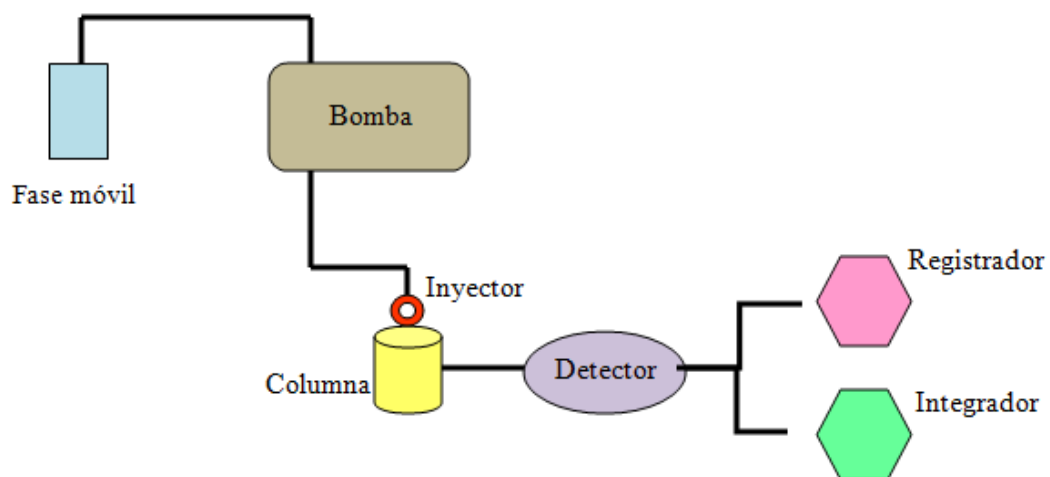 Bomba
Fase móvil
Inyector
Columna
Detector
Registrador
Integrador